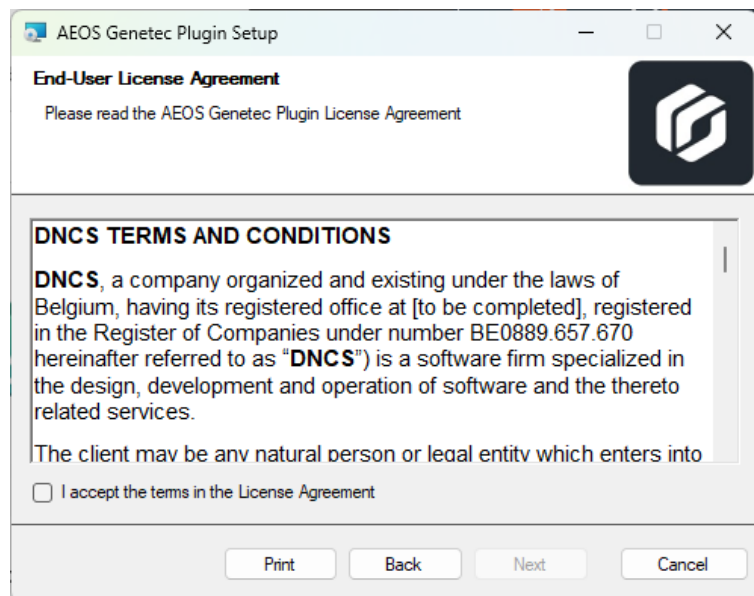 AEOS Genetec Plugin Setup
End-User License Agreement
Please read the AEOS Genetec Plugin License Agreement
DNCS TERMS AND CONDITIONS
DNCS, a company organized and existing under the laws of
Belgium, having its registered office at [to be completed], registered
in the Register of Companies under number BE0889.657.670
hereinafter referred to as “DNCS”) is a software firm specialized in
the design, development and operation of software and the thereto
related services.
The client may be any natural person or legal entity which enters into
I accept the terms in the License Agreement
Print
Back
Next
Cancel